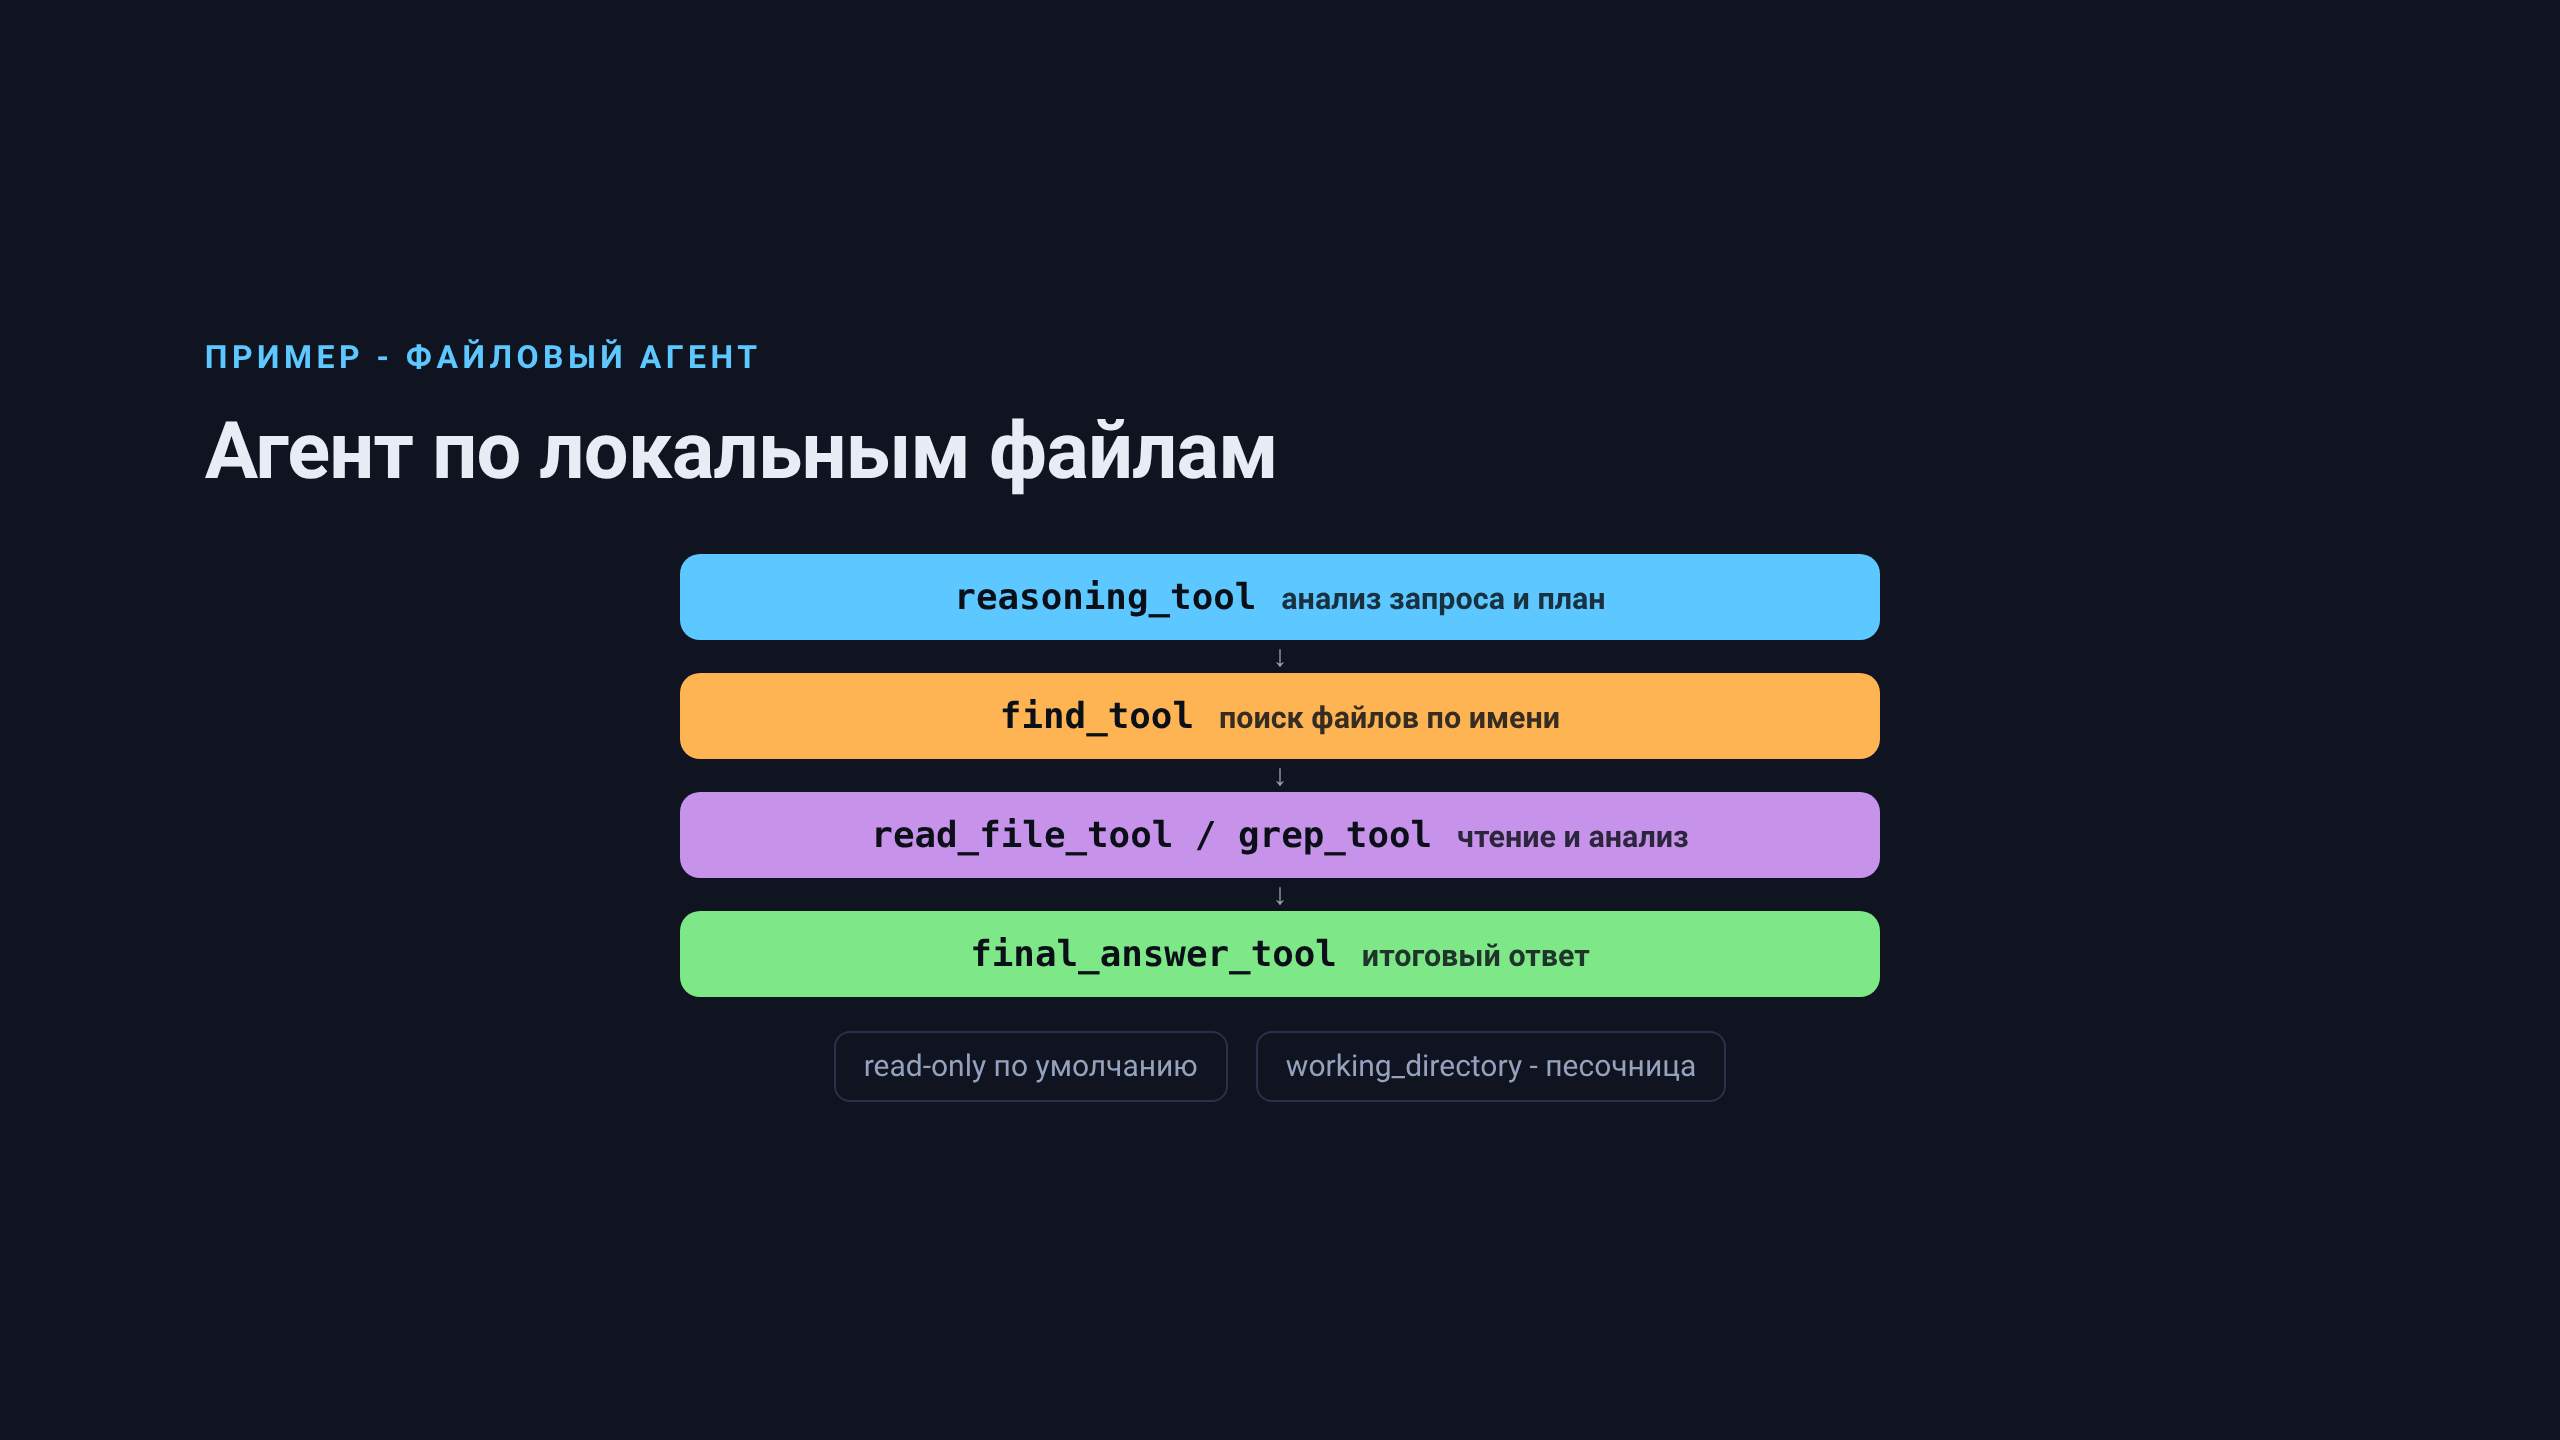 ПРИМЕР - ФАЙЛОВЫЙ АГЕНТ
Агент по локальным файлам
reasoning_tool анализ запроса и план
↓
find_tool поиск файлов по имени
↓
read_file_tool / grep_tool чтение и анализ
↓
final_answer_tool итоговый ответ
read-only по умолчанию
working_directory - песочница